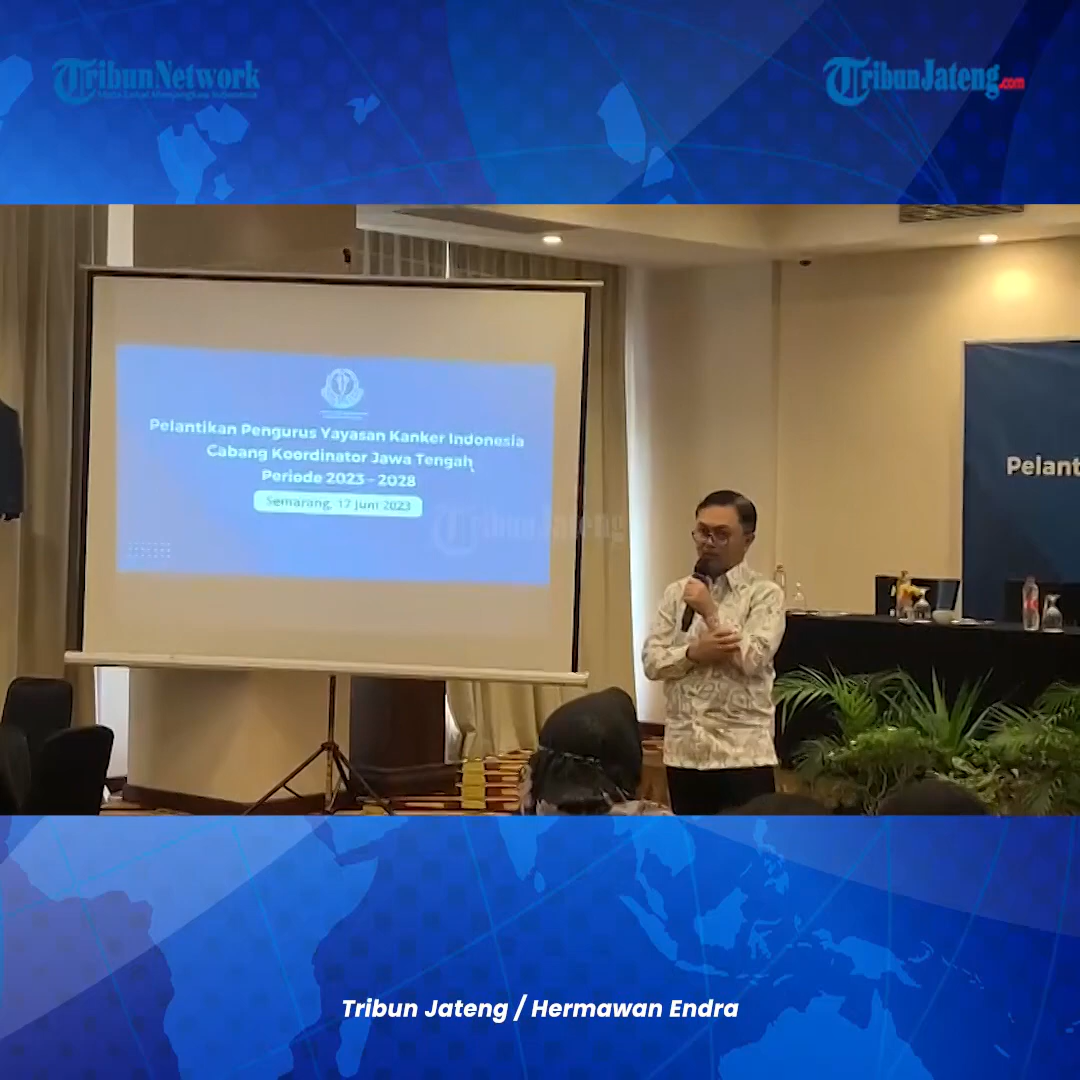 TribunNetwork
TribunJateng.com
Pelantikan Pengurus Yayasan Kanker Indonesia
Cabang Koordinator Jawa Tengah
Periode 2023 - 2028
Semarang, 17 Juni 2023
TribunJateng
Pelant
Tribun Jateng / Hermawan Endra